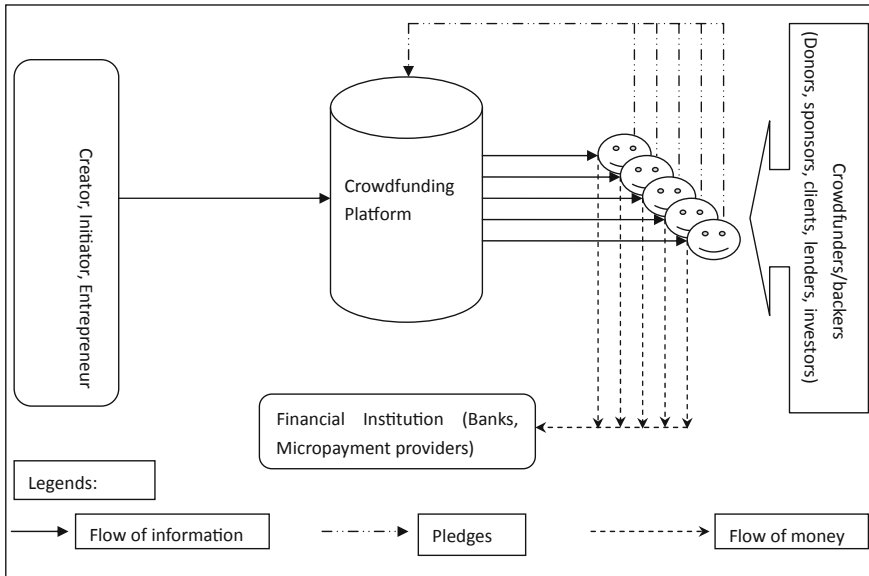 Creator, Initiator, Entrepreneur
Crowdfunding
Platform
Crowdfunders/backers
(Donors, sponsors, clients, lenders, investors)
Financial Institution (Banks,
Micropayment providers)
Legends:
Flow of information
Pledges
Flow of money